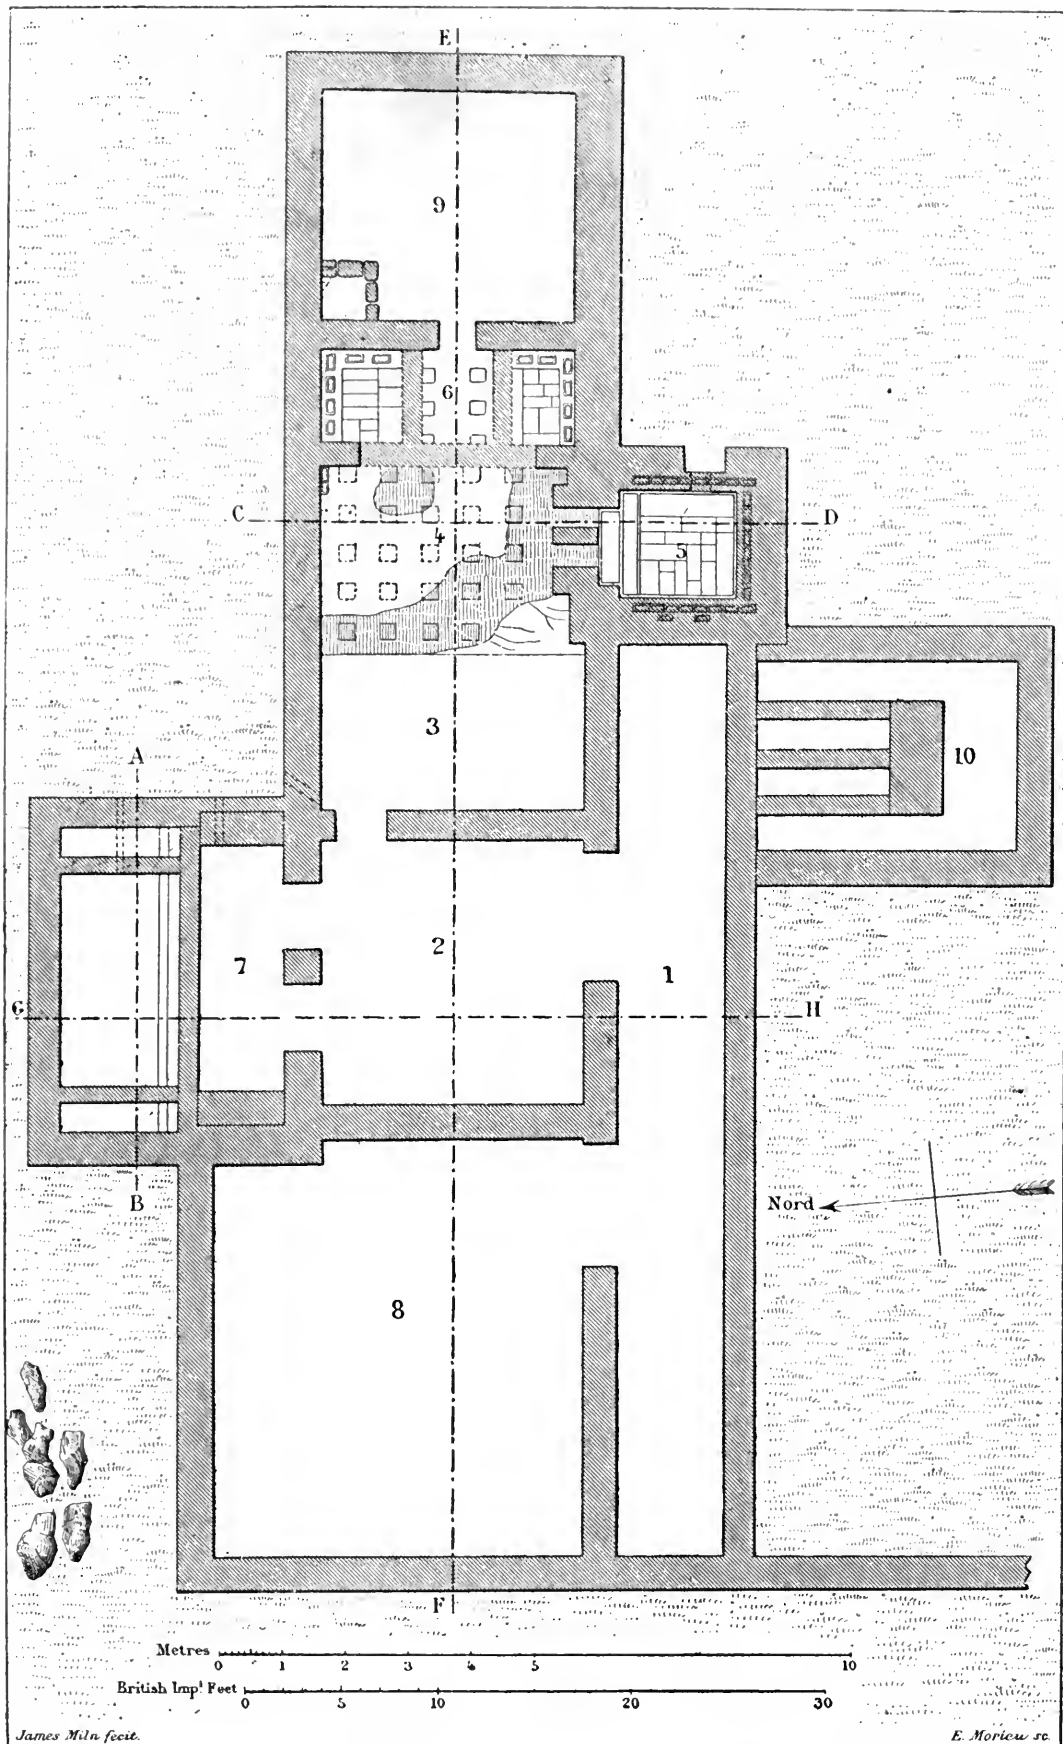 E
9
6
C
D
4
5
3
A
10
2
7
1
G
H
B
Nord
8
F
Metres
0 1 2 3 4 5 10
British Imp.l Feet
0 5 10 20 30
James Miln fecit.
E. Morieu sc.